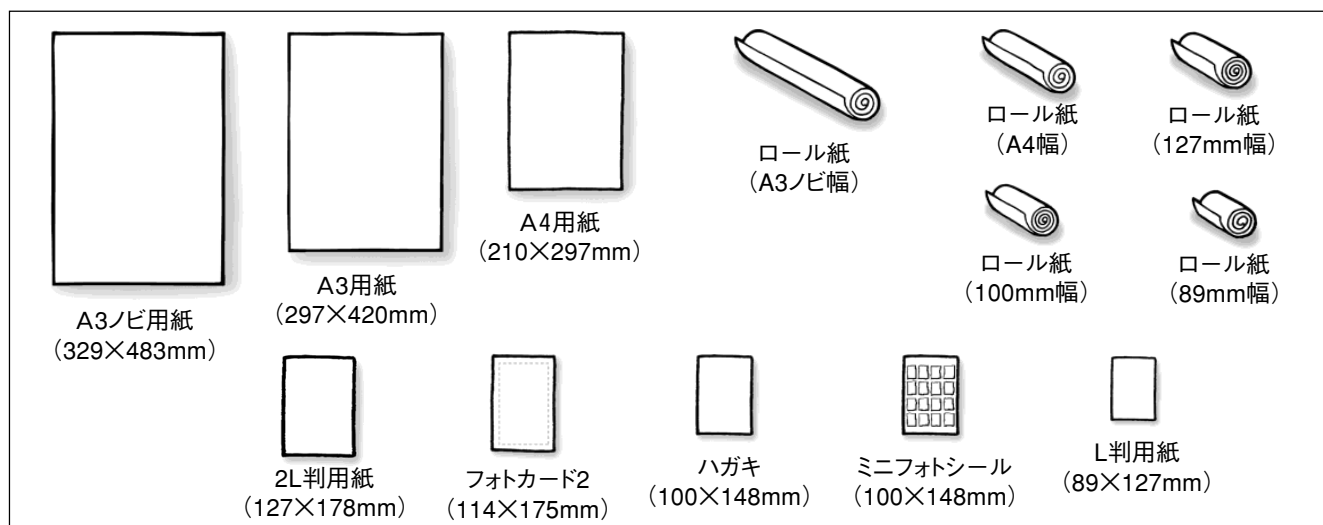 A3ノビ用紙
(329×483mm)
A3用紙
(297×420mm)
A4用紙
(210×297mm)
ロール紙
(A3ノビ幅)
ロール紙
(A4幅)
ロール紙
(127mm幅)
ロール紙
(100mm幅)
ロール紙
(89mm幅)
2L判用紙
(127×178mm)
フォトカード2
(114×175mm)
ハガキ
(100×148mm)
ミニフォトシール
(100×148mm)
L判用紙
(89×127mm)